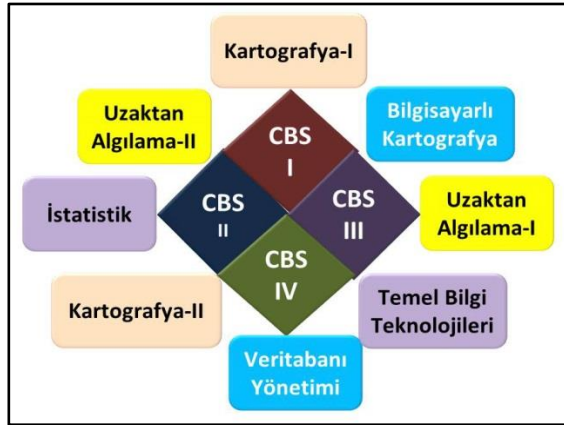 Kartografya-I
Uzaktan
Algılama-II
CBS
I
Bilgisayarlı
Kartografya
İstatistik
CBS
II
CBS
III
Uzaktan
Algılama-I
Kartografya-II
CBS
IV
Temel Bilgi
Teknolojileri
Veritabanı
Yönetimi